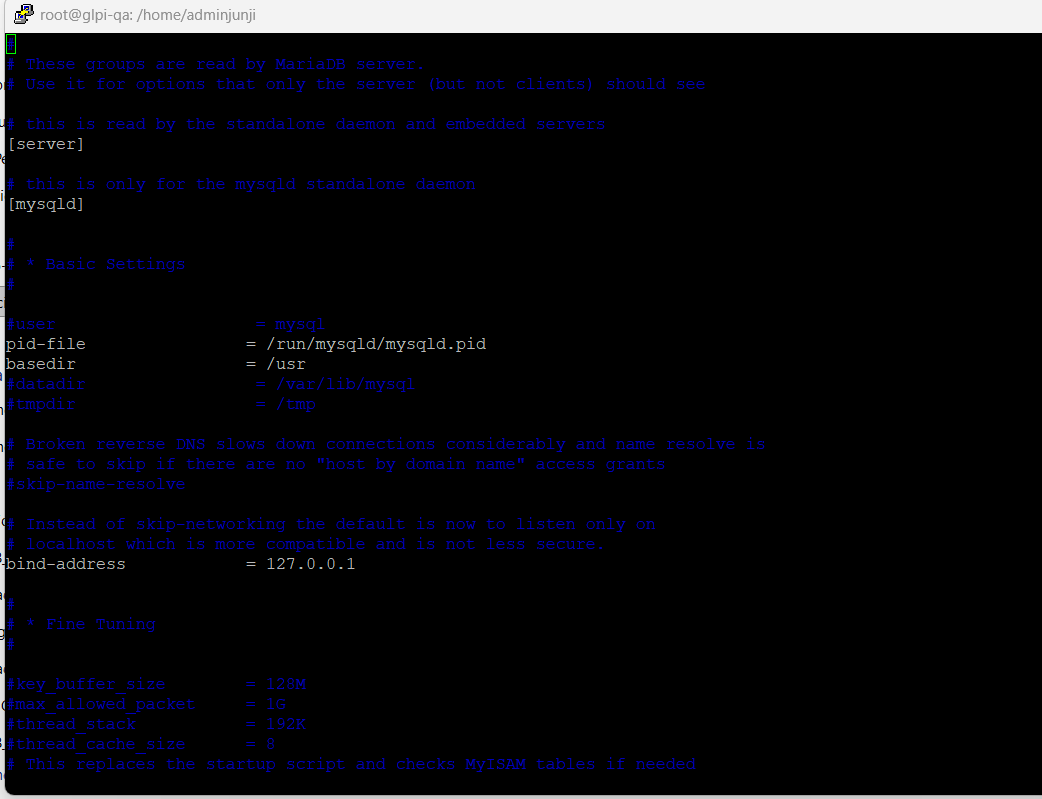 root@glpi-qa: /home/adminjunji
#
# These groups are read by MariaDB server.
# Use it for options that only the server (but not clients) should see

# this is read by the standalone daemon and embedded servers
[server]

# this is only for the mysqld standalone daemon
[mysqld]

#
# * Basic Settings
#

#user                    = mysql
pid-file                = /run/mysqld/mysqld.pid
basedir                 = /usr
#datadir                 = /var/lib/mysql
#tmpdir                  = /tmp

# Broken reverse DNS slows down connections considerably and name resolve is
# safe to skip if there are no "host by domain name" access grants
#skip-name-resolve

# Instead of skip-networking the default is now to listen only on
# localhost which is more compatible and is not less secure.
bind-address            = 127.0.0.1

#
# * Fine Tuning
#

#key_buffer_size        = 128M
#max_allowed_packet     = 1G
#thread_stack           = 192K
#thread_cache_size      = 8
# This replaces the startup script and checks MyISAM tables if needed